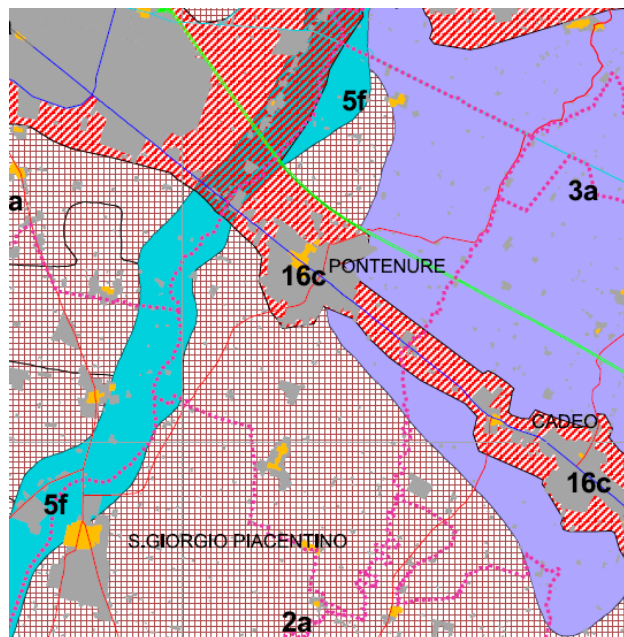 5f
3a
a
16c
PONTENURE
CADEO
16c
5f
S.GIORGIO PIACENTINO
2a